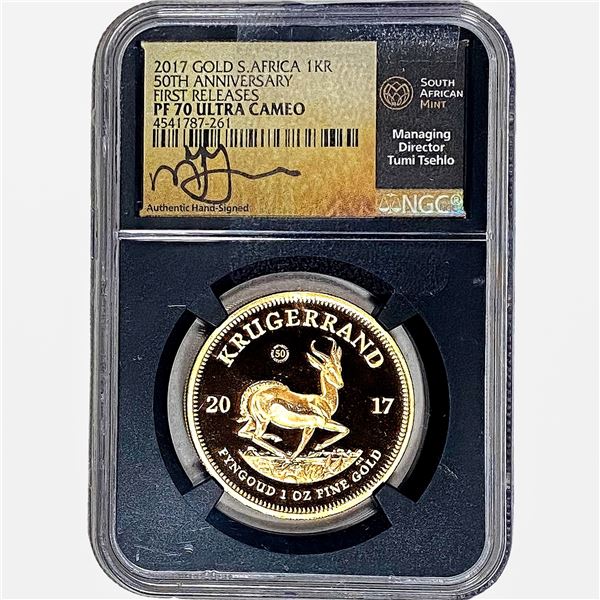 2017 GOLD S.AFRICA 1KR
50TH ANNIVERSARY
FIRST RELEASES
PF 70 ULTRA CAMEO
4541787-261
Authentic Hand-Signed
SOUTH
AFRICAN
MINT
Managing
Director
Tumi Tsehlo
NGC®
KRUGERRAND
50
20 17
FYNGOUD 1 OZ FINE GOLD